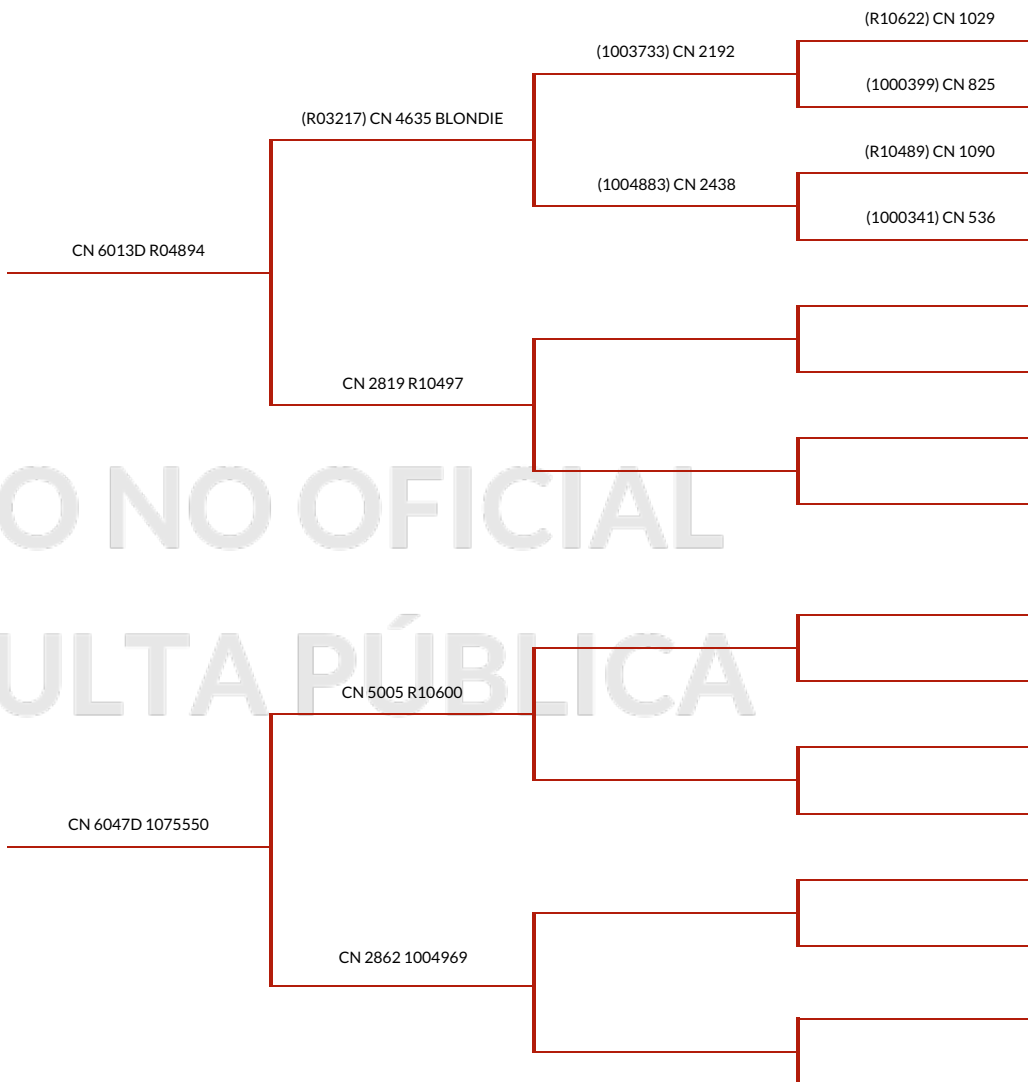 (R10622) CN 1029
(1003733) CN 2192
(1000399) CN 825
(R03217) CN 4635 BLONDIE
(R10489) CN 1090
(1004883) CN 2438
(1000341) CN 536
CN 6013D R04894
CN 2819 R10497
O NO OFICIAL
ULTA PÚBLICA
CN 5005 R10600
CN 6047D 1075550
CN 2862 1004969